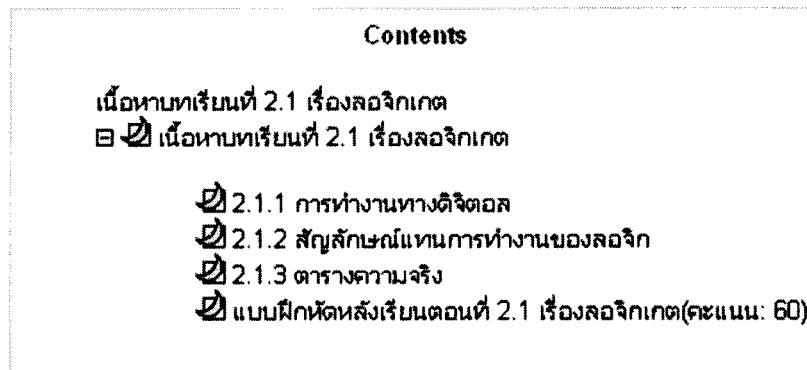 Contents
เนื้อหาบทเรียนที่ 2.1 เรื่องลอจิกเกต
เนื้อหาบทเรียนที่ 2.1 เรื่องลอจิกเกต
2.1.1 การทำงานทางดิจิตอล
2.1.2 สัญลักษณ์แทนการทำงานของลอจิก
2.1.3 ตารางความจริง
แบบฝึกหัดหลังเรียนตอนที่ 2.1 เรื่องลอจิกเกต(คะแนน: 60)